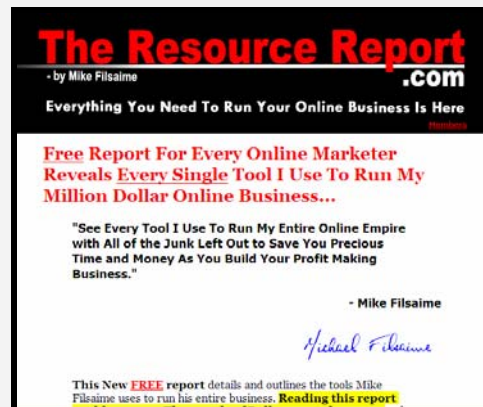 The Resource Report
- by Mike Filsaime
.com
Everything You Need To Run Your Online Business Is Here
Members
Free Report For Every Online Marketer
Reveals Every Single Tool I Use To Run My
Million Dollar Online Business...
"See Every Tool I Use To Run My Entire Online Empire
with All of the Junk Left Out to Save You Precious
Time and Money As You Build Your Profit Making
Business."
- Mike Filsaime
Michael Filsaime
This New FREE report details and outlines the tools Mike
Filsaime uses to run his entire business. Reading this report